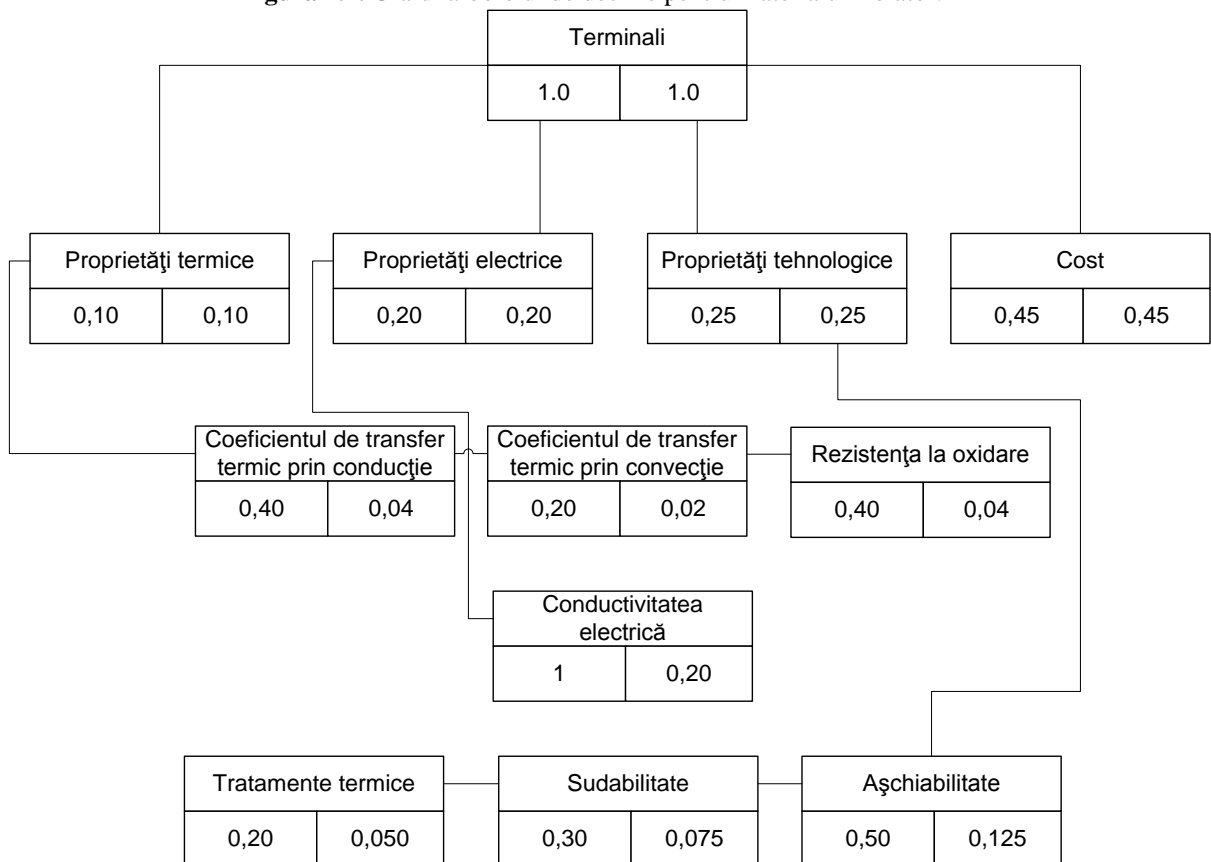 Terminali
1.0 1.0
Proprietăţi termice Proprietăţi electrice Proprietăţi tehnologice Cost
0,10 0,10 0,20 0,20 0,25 0,25 0,45 0,45
Coeficientul de transfer
termic prin conducţie
0,40 0,04
Coeficientul de transfer
termic prin convecţie
0,20 0,02
Rezistenţa la oxidare
0,40 0,04
Conductivitatea
electrică
1 0,20
Tratamente termice Sudabilitate Aşchiabilitate
0,20 0,050 0,30 0,075 0,50 0,125